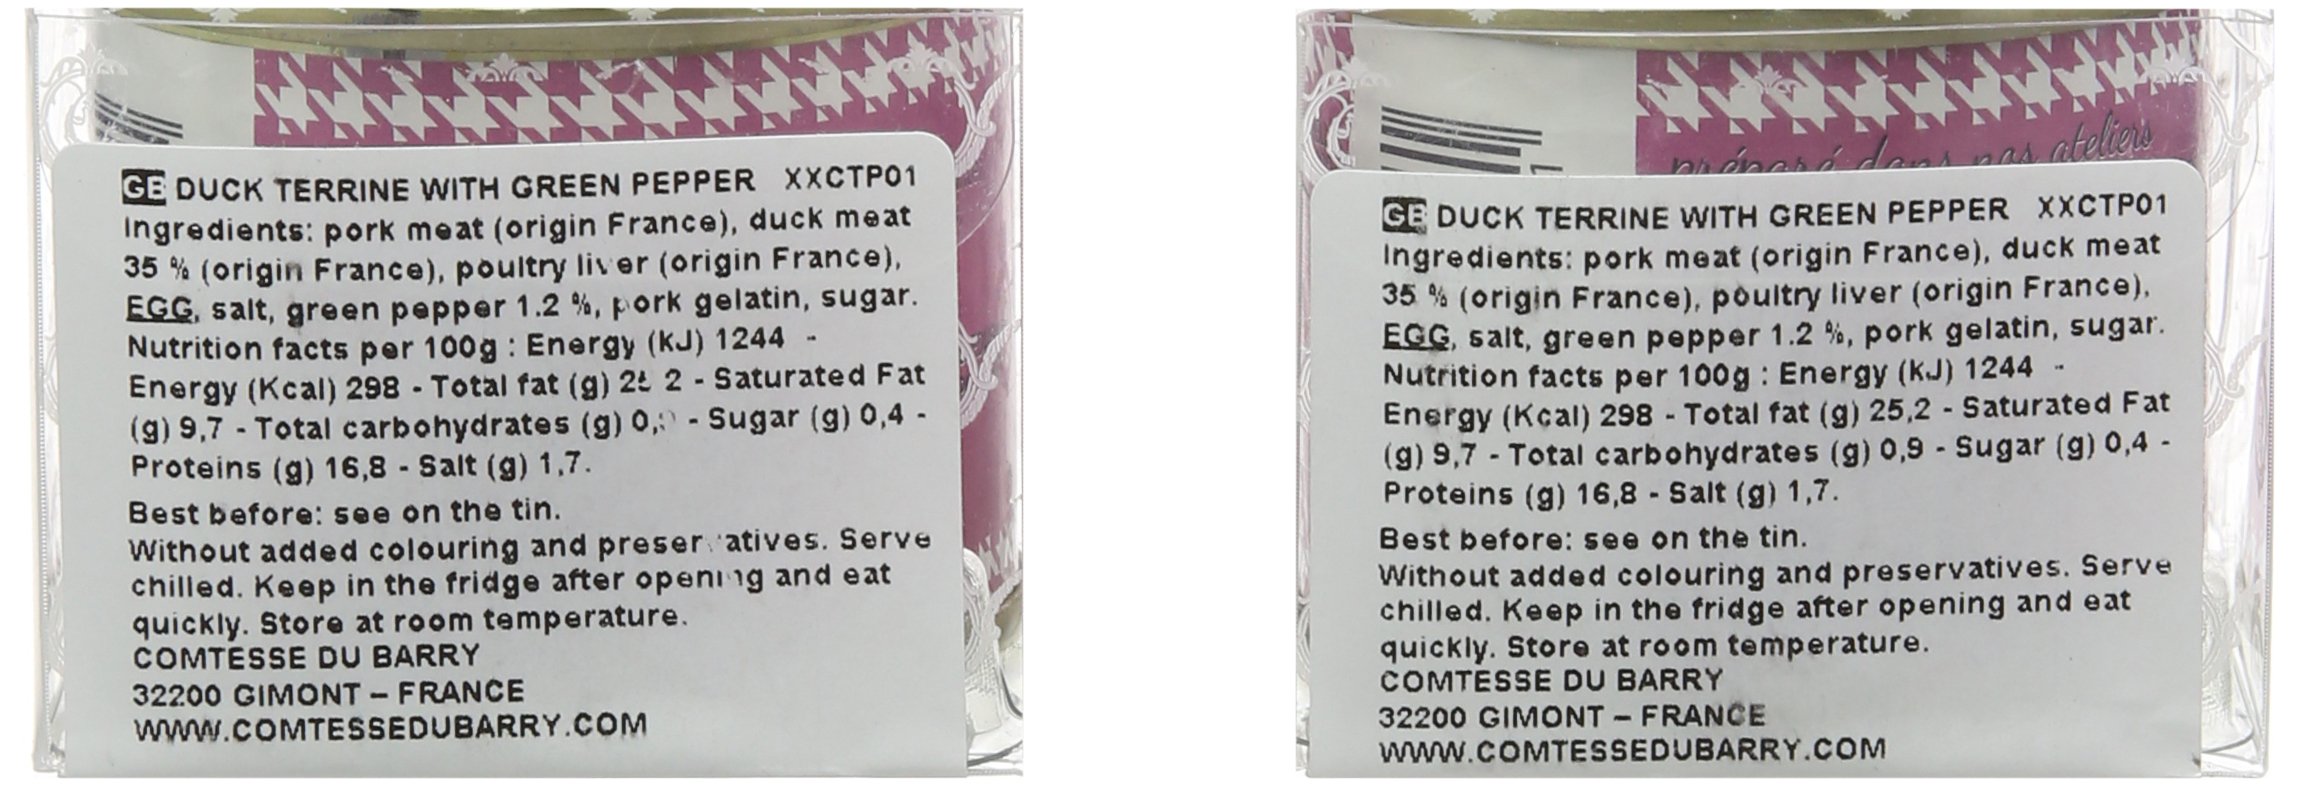 GB DUCK TERRINE WITH GREEN PEPPER XXCTP01
Ingredients: pork meat (origin France), duck meat
35 % (origin France), poultry liver (origin France),
EGG, salt, green pepper 1.2 %, pork gelatin, sugar.
Nutrition facts per 100g : Energy (kJ) 1244 -
Energy (Kcal) 298 - Total fat (g) - Saturated Fat
(g) 9,7 - Total carbohydrates (g) - Sugar (g) 0,4 -
Proteins (g) 16,8 - Salt (g) 1,7.
Best before: see on the tin.
Without added colouring and preservatives. Serve
chilled. Keep in the fridge after opening and eat
quickly. Store at room temperature.
COMTESSE DU BARRY
32200 GIMONT – FRANCE
WWW.COMTESSEDUBARRY.COM
préparé dans nos ateliers
GB DUCK TERRINE WITH GREEN PEPPER XXCTP01
Ingredients: pork meat (origin France), duck meat
35 % (origin France), poultry liver (origin France),
EGG, salt, green pepper 1.2 %, pork gelatin, sugar.
Nutrition facts per 100g : Energy (kJ) 1244 -
Energy (Kcal) 298 - Total fat (g) 25,2 - Saturated Fat
(g) 9,7 - Total carbohydrates (g) 0,9 - Sugar (g) 0,4 -
Proteins (g) 16,8 - Salt (g) 1,7.
Best before: see on the tin.
Without added colouring and preservatives. Serve
chilled. Keep in the fridge after opening and eat
quickly. Store at room temperature.
COMTESSE DU BARRY
32200 GIMONT – FRANCE
WWW.COMTESSEDUBARRY.COM